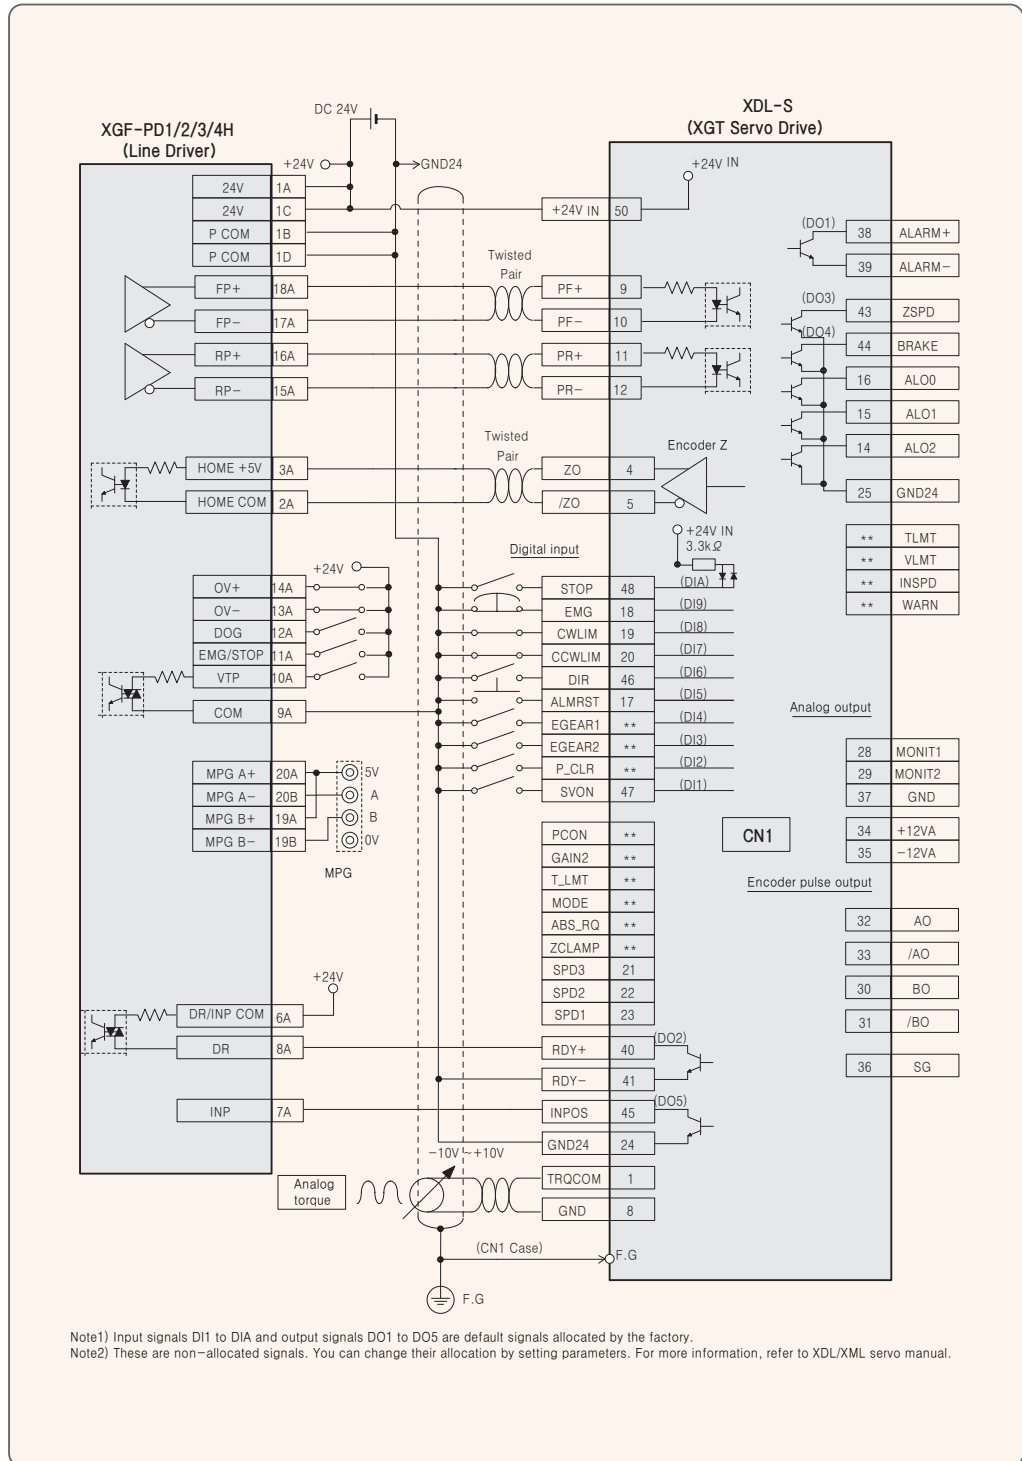 DC 24V
XGF-PD1/2/3/4H
(Line Driver)
XDL-S
(XGT Servo Drive)
+24V
GND24
+24V IN
24V 1A
24V 1C
P COM 1B
P COM 1D
FP+ 18A
FP- 17A
RP+ 16A
RP- 15A
HOME +5V 3A
HOME COM 2A
+24V
OV+ 14A
OV- 13A
DOG 12A
EMG/STOP 11A
VTP 10A
COM 9A
MPG A+ 20A
MPG A- 20B
MPG B+ 19A
MPG B- 19B
5V
A
B
0V
MPG
+24V
DR/INP COM 6A
DR 8A
INP 7A
Twisted
Pair
Twisted
Pair
Digital input
+24V IN 50
PF+ 9
PF- 10
PR+ 11
PR- 12
ZO 4
/ZO 5
Encoder Z
+24V IN
3.3kΩ
STOP 48 (DIA)
EMG 18 (DI9)
CWLIM 19 (DI8)
CCWLIM 20 (DI7)
DIR 46 (DI6)
ALMRST 17 (DI5)
EGEAR1 ** (DI4)
EGEAR2 ** (DI3)
P_CLR ** (DI2)
SVON 47 (DI1)
PCON **
GAIN2 **
T_LMT **
MODE **
ABS_RQ **
ZCLAMP **
SPD3 21
SPD2 22
SPD1 23
RDY+ 40 (DO2)
RDY- 41
INPOS 45 (DO5)
GND24 24
-10V ~+10V
Analog
torque
TRQCOM 1
GND 8
(CN1 Case)
F.G
F.G
CN1
(DO1) 38 ALARM+
39 ALARM-
(DO3) 43 ZSPD
(DO4) 44 BRAKE
16 ALO0
15 ALO1
14 ALO2
25 GND24
** TLMT
** VLMT
** INSPD
** WARN
Analog output
28 MONIT1
29 MONIT2
37 GND
34 +12VA
35 -12VA
Encoder pulse output
32 AO
33 /AO
30 BO
31 /BO
36 SG
Note1) Input signals DI1 to DIA and output signals DO1 to DO5 are default signals allocated by the factory.
Note2) These are non-allocated signals. You can change their allocation by setting parameters. For more information, refer to XDL/XML servo manual.